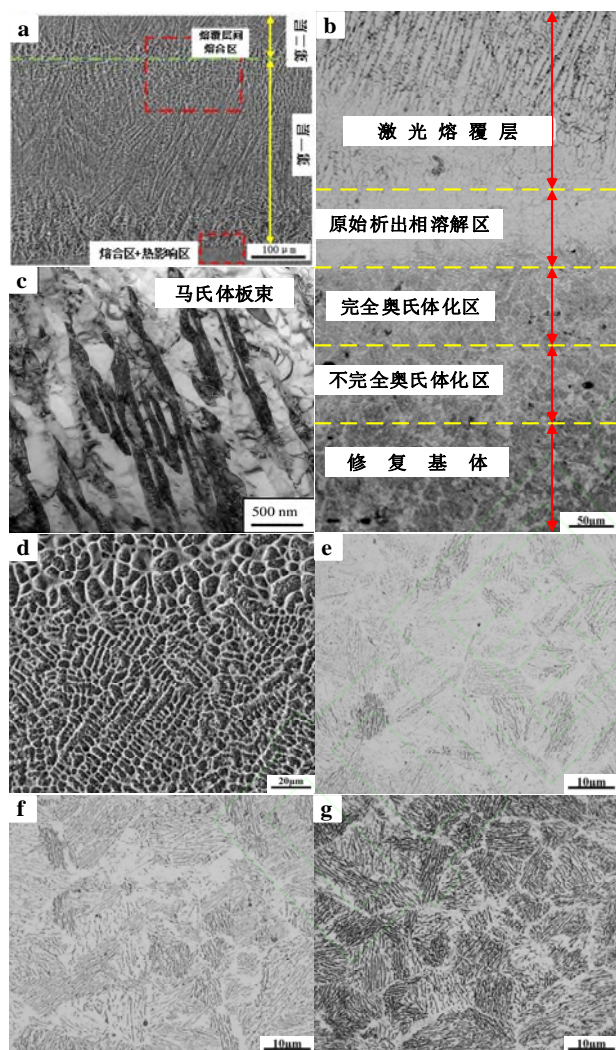 a
熔覆层间
熔合区
第二层
第一层
熔合区+热影响区
100μm
b
激光熔覆层
原始析出相溶解区
完全奥氏体化区
不完全奥氏体化区
修复基体
50μm
c
马氏体板束
500 nm
d
20μm
e
10μm
f
10μm
g
10μm